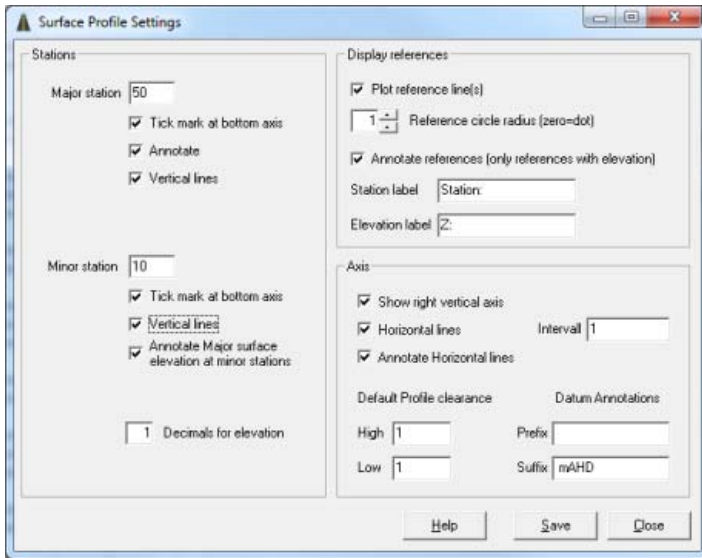 Surface Profile Settings
Stations
Major station 50
Tick mark at bottom axis
Annotate
Vertical lines
Minor station 10
Tick mark at bottom axis
Vertical lines
Annotate Major surface
elevation at minor stations
1 Decimals for elevation
Display references
Plot reference line(s)
1 Reference circle radius (zero=dot)
Annotate references (only references with elevation)
Station label Station:
Elevation label Z:
Axis
Show right vertical axis
Horizontal lines Intervall 1
Annotate Horizontal lines
Default Profile clearance Datum Annotations
High 1 Prefix
Low 1 Suffix mAHD
Help Save Close